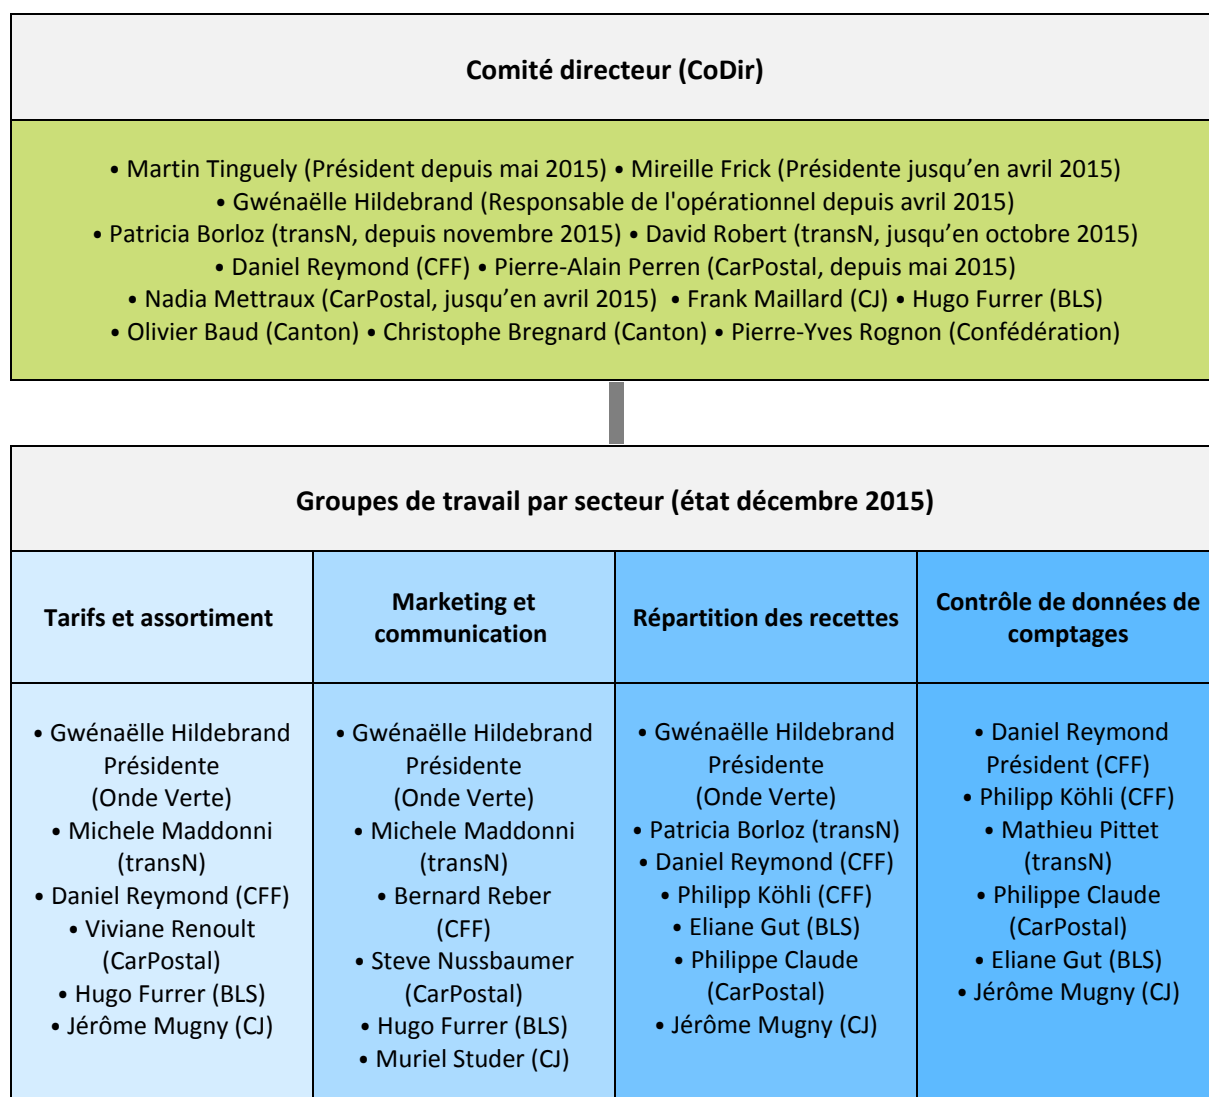 Comité directeur (CoDir)
• Martin Tinguely (Président depuis mai 2015) • Mireille Frick (Présidente jusqu’en avril 2015)
• Gwénaëlle Hildebrand (Responsable de l'opérationnel depuis avril 2015)
• Patricia Borloz (transN, depuis novembre 2015) • David Robert (transN, jusqu’en octobre 2015)
• Daniel Reymond (CFF) • Pierre-Alain Perren (CarPostal, depuis mai 2015)
• Nadia Mettraux (CarPostal, jusqu’en avril 2015) • Frank Maillard (CJ) • Hugo Furrer (BLS)
• Olivier Baud (Canton) • Christophe Bregnard (Canton) • Pierre-Yves Rognon (Confédération)
Groupes de travail par secteur (état décembre 2015)
Tarifs et assortiment
• Gwénaëlle Hildebrand
Présidente
(Onde Verte)
• Michele Maddonni
(transN)
• Daniel Reymond (CFF)
• Viviane Renoult
(CarPostal)
• Hugo Furrer (BLS)
• Jérôme Mugny (CJ)
Marketing et
communication
• Gwénaëlle Hildebrand
Présidente
(Onde Verte)
• Michele Maddonni
(transN)
• Bernard Reber
(CFF)
• Steve Nussbaumer
(CarPostal)
• Hugo Furrer (BLS)
• Muriel Studer (CJ)
Répartition des recettes
• Gwénaëlle Hildebrand
Présidente
(Onde Verte)
• Patricia Borloz (transN)
• Daniel Reymond (CFF)
• Philipp Köhli (CFF)
• Eliane Gut (BLS)
• Philippe Claude
(CarPostal)
• Jérôme Mugny (CJ)
Contrôle de données de
comptages
• Daniel Reymond
Président (CFF)
• Philipp Köhli (CFF)
• Mathieu Pittet
(transN)
• Philippe Claude
(CarPostal)
• Eliane Gut (BLS)
• Jérôme Mugny (CJ)